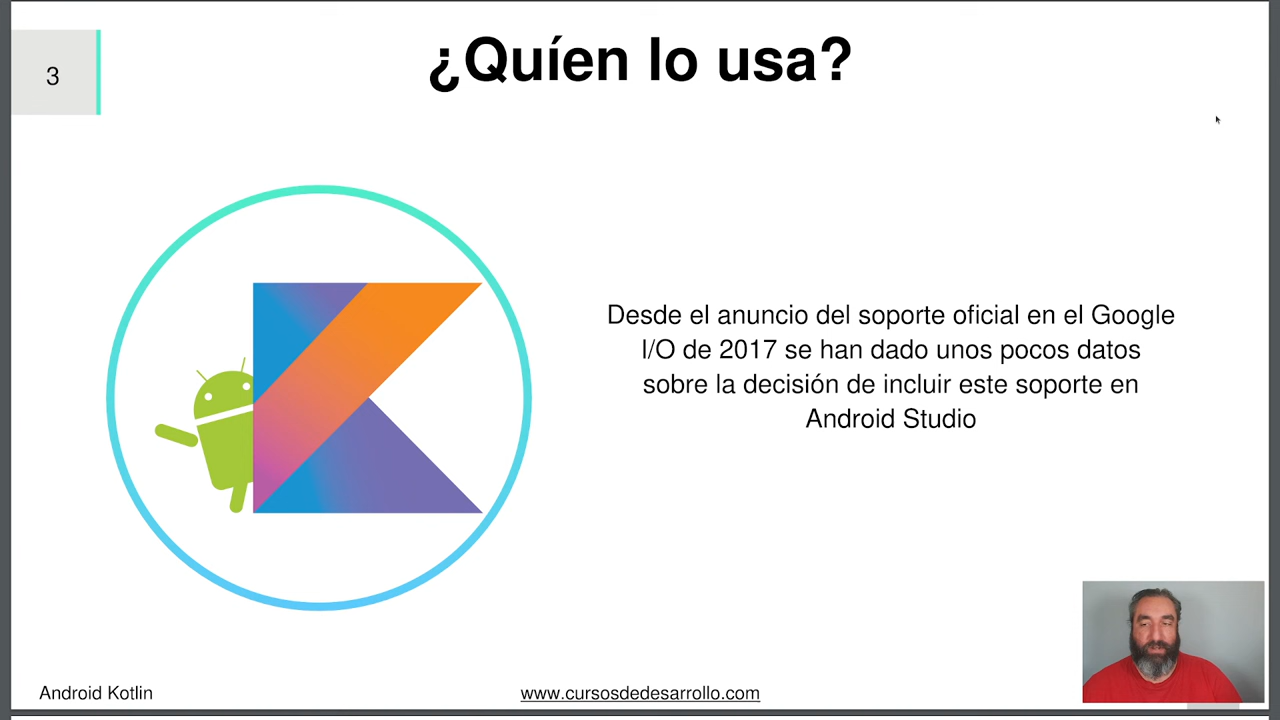 3
¿Quíen lo usa?
Desde el anuncio del soporte oficial en el Google
I/O de 2017 se han dado unos pocos datos
sobre la decisión de incluir este soporte en
Android Studio
Android Kotlin
www.cursosdedesarrollo.com